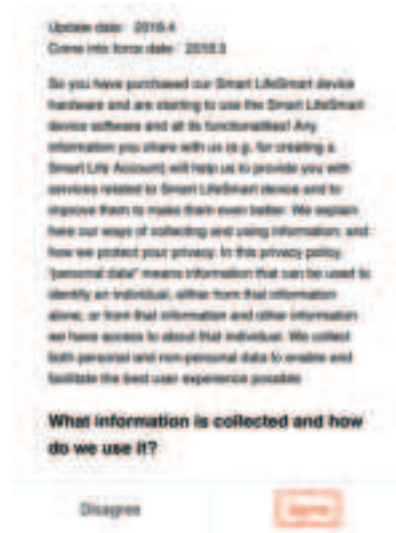 Update date: 2018.4
Come into force date: 2018.5
So you have purchased our Smart LifeSmart device
hardware and are starting to use the Smart LifeSmart
device software and all its functionalities! Any
information you share with us (e.g. for creating a
Smart Life Account) will help us to provide you with
services related to Smart LifeSmart device and to
improve them to make them even better. We explain
here our ways of collecting and using information, and
how we protect your privacy. In this privacy policy,
"personal data" means information that can be used to
identify an individual, either from that information
alone, or from that information and other information
we have access to about that individual. We collect
both personal and non-personal data to enable and
facilitate the best user experience possible
What information is collected and how
do we use it?
Disagree